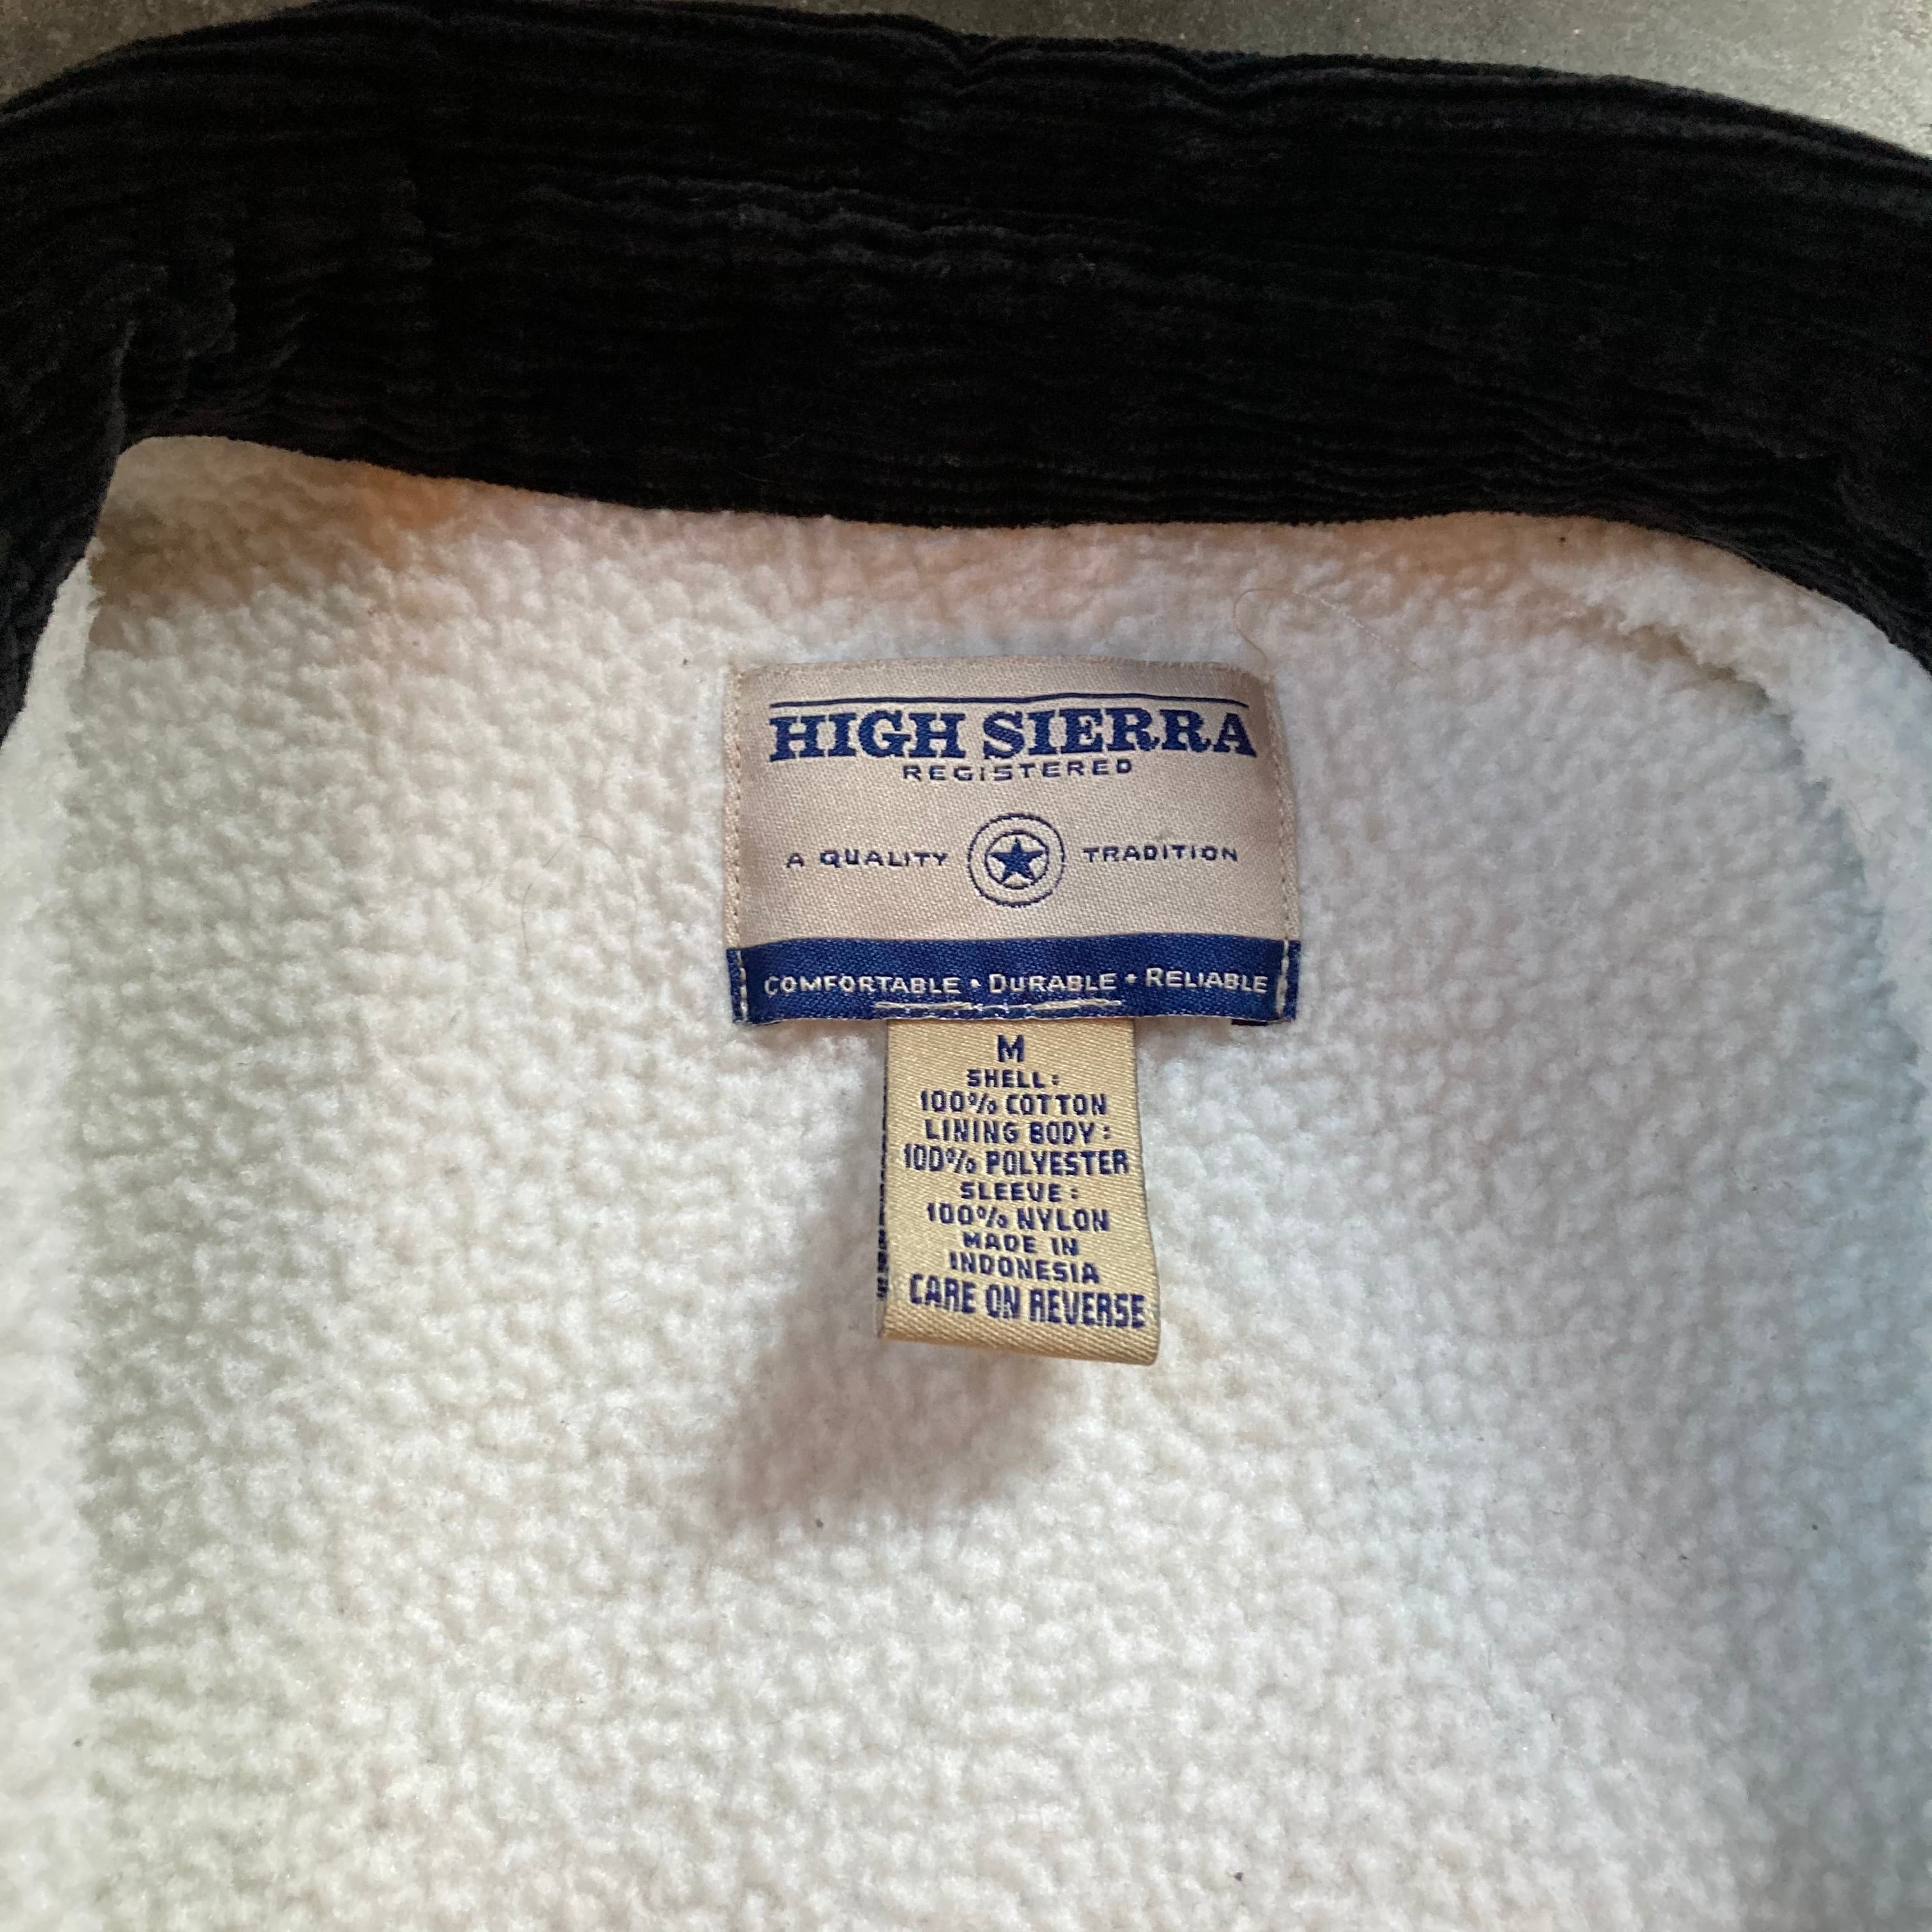 HIGH SIERRA
REGISTERED
A QUALITY TRADITION
COMFORTABLE • DURABLE • RELIABLE
M
SHELL:
100% COTTON
LINING BODY:
100% POLYESTER
SLEEVE:
100% NYLON
MADE IN
INDONESIA
CARE ON REVERSE